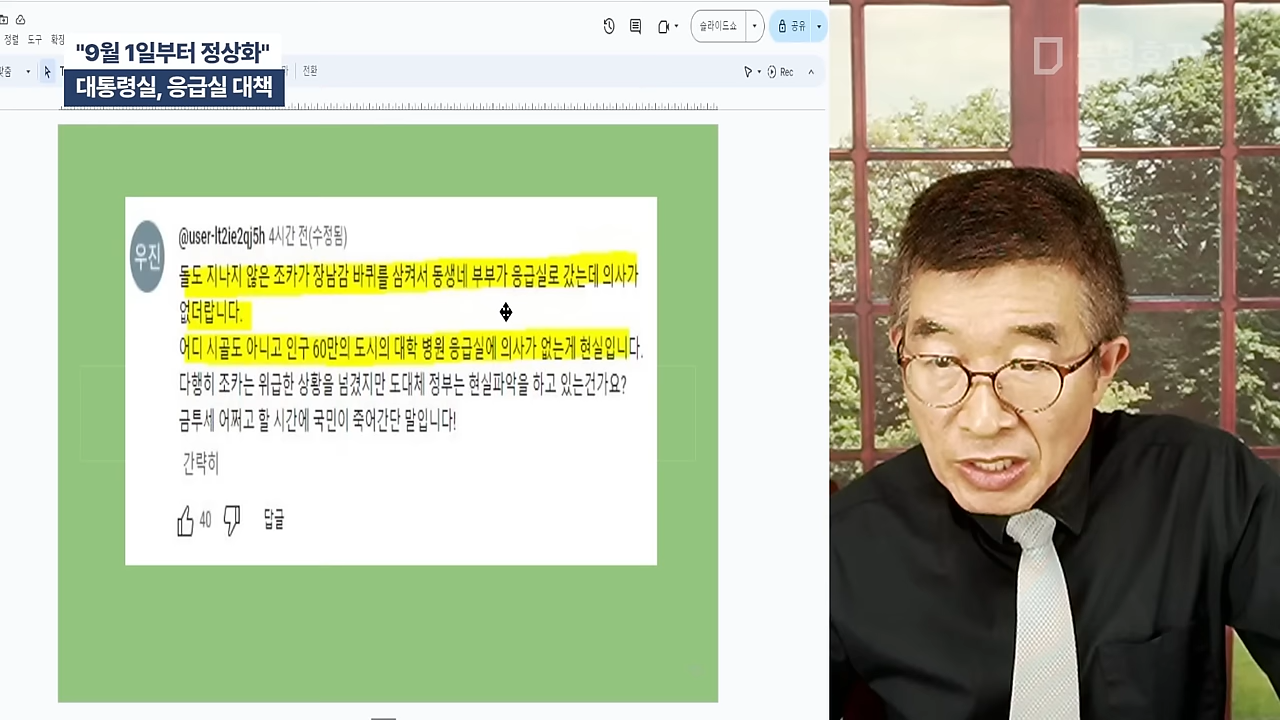 정렬 도구
슬라이드쇼
공유
"9월 1일부터 정상화"
대통령실, 응급실 대책
전환
Rec
우진
@user-lt2ie2qj5h 4시간 전(수정됨)
돌도 지나지 않은 조카가 장남감 바퀴를 삼켜서 동생네 부부가 응급실로 갔는데 의사가
없더랍니다.
어디 시골도 아니고 인구 60만의 도시의 대학 병원 응급실에 의사가 없는게 현실입니다.
다행히 조카는 위급한 상황을 넘겼지만 도대체 정부는 현실파악을 하고 있는건가요?
금투세 어쩌고 할 시간에 국민이 죽어간단 말입니다!
간략히
40
답글